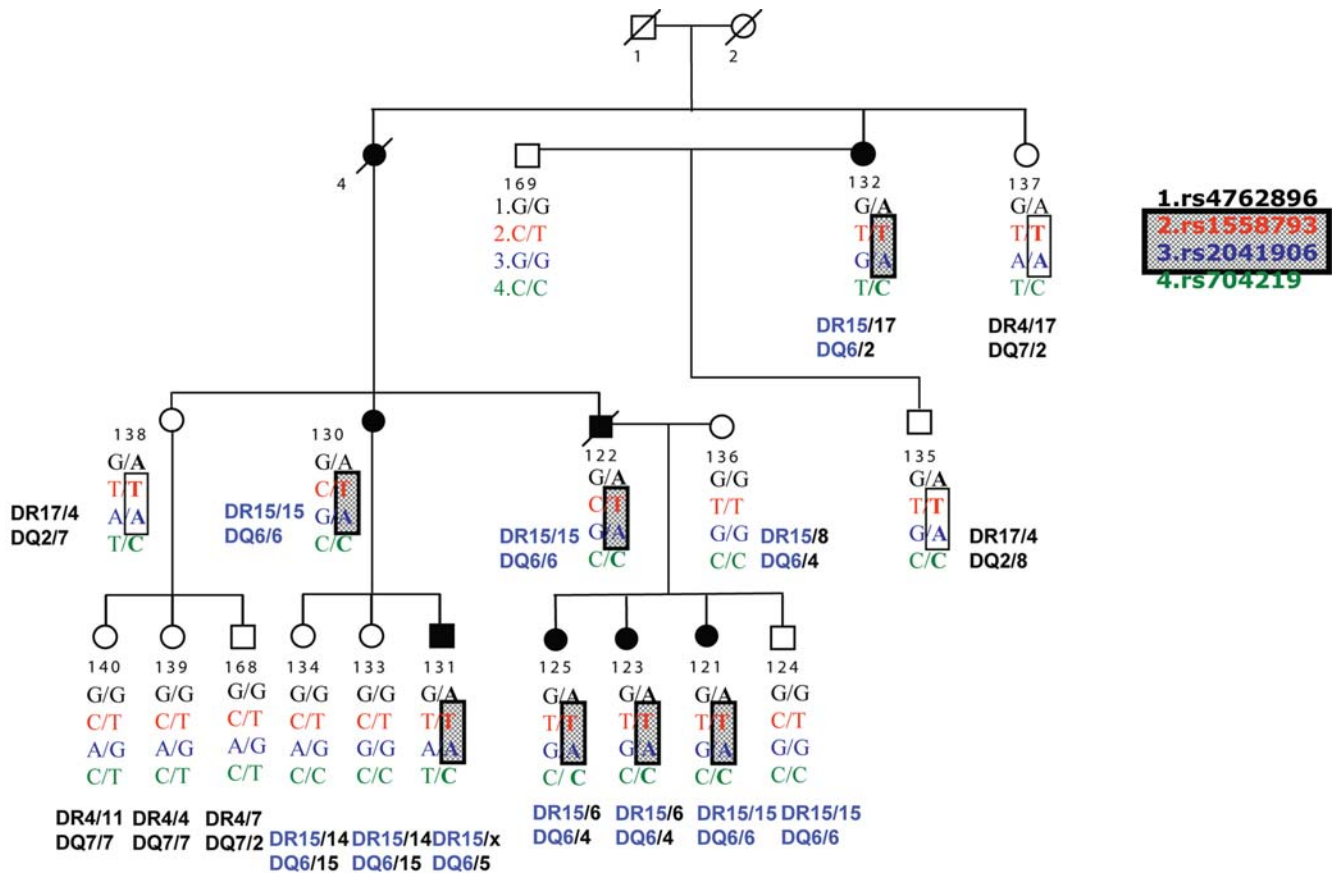 1
2
4
169
1.G/G
2.C/T
3.G/G
4.C/C
132
G/A
T/T
G/A
T/C
DR15/17
DQ6/2
137
G/A
T/T
A/A
T/C
DR4/17
DQ7/2
1.rs4762896
2.rs1558793
3.rs2041906
4.rs704219
138
G/A
T/T
A/A
T/C
DR17/4
DQ2/7
130
G/A
C/T
G/A
C/C
DR15/15
DQ6/6
122
G/A
C/T
G/A
C/C
DR15/15
DQ6/6
136
G/G
T/T
G/G
C/C
DR15/8
DQ6/4
135
G/A
T/T
G/A
C/C
DR17/4
DQ2/8
140
G/G
C/T
A/G
C/T
DR4/11
DQ7/7
139
G/G
C/T
A/G
C/T
DR4/4
DQ7/7
168
G/G
C/T
A/G
C/T
DR4/7
DQ7/2
134
G/G
C/T
A/G
C/C
DR15/14
DQ6/15
133
G/G
C/T
G/G
C/C
DR15/14
DQ6/15
131
G/A
T/T
A/A
T/C
DR15/x
DQ6/5
125
G/A
T/T
G/A
C/ C
DR15/6
DQ6/4
123
G/A
T/T
G/A
C/C
DR15/6
DQ6/4
121
G/A
T/T
G/A
C/C
DR15/15
DQ6/6
124
G/G
C/T
G/G
C/C
DR15/15
DQ6/6